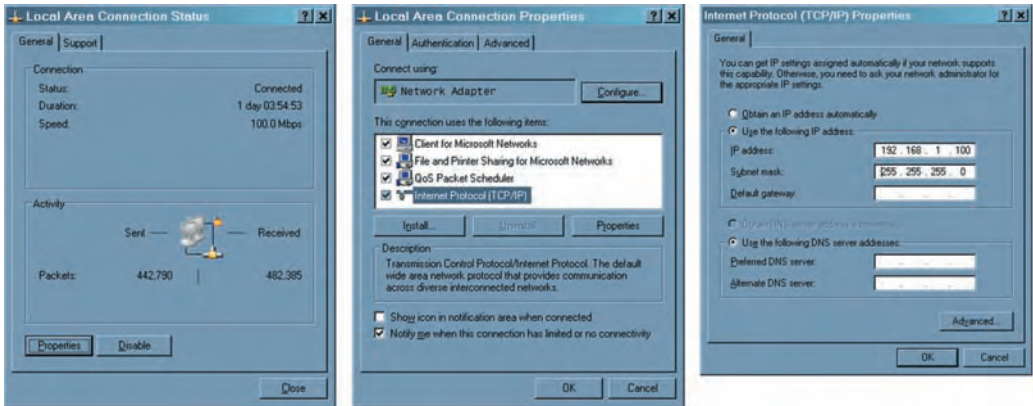 Local Area Connection Status
General
Support
Connection
Status: Connected
Duration: 1 day 03:54:53
Speed: 100.0 Mbps
Activity
Sent — — Received
Packets: 442,790 | 482,385
Properties
Disable
Close
Local Area Connection Properties
General
Authentication
Advanced
Connect using:
Network Adapter
Configure...
This connection uses the following items:
Client for Microsoft Networks
File and Printer Sharing for Microsoft Networks
QoS Packet Scheduler
Internet Protocol (TCP/IP)
Install...
Uninstall
Properties
Description
Transmission Control Protocol/Internet Protocol. The default
wide area network protocol that provides communication
across diverse interconnected networks.
Show icon in notification area when connected
Notify me when this connection has limited or no connectivity
OK
Cancel
Internet Protocol (TCP/IP) Properties
General
You can get IP settings assigned automatically if your network supports
this capability. Otherwise, you need to ask your network administrator for
the appropriate IP settings.
Obtain an IP address automatically
Use the following IP address:
IP address: 192 . 168 . 1 . 100
Subnet mask: 255 . 255 . 255 . 0
Default gateway:
Obtain DNS server address automatically
Use the following DNS server addresses:
Preferred DNS server:
Alternate DNS server:
Advanced...
OK
Cancel